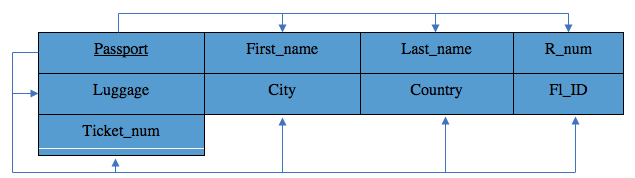 Passport First_name Last_name R_num
Luggage City Country Fl_ID
Ticket_num